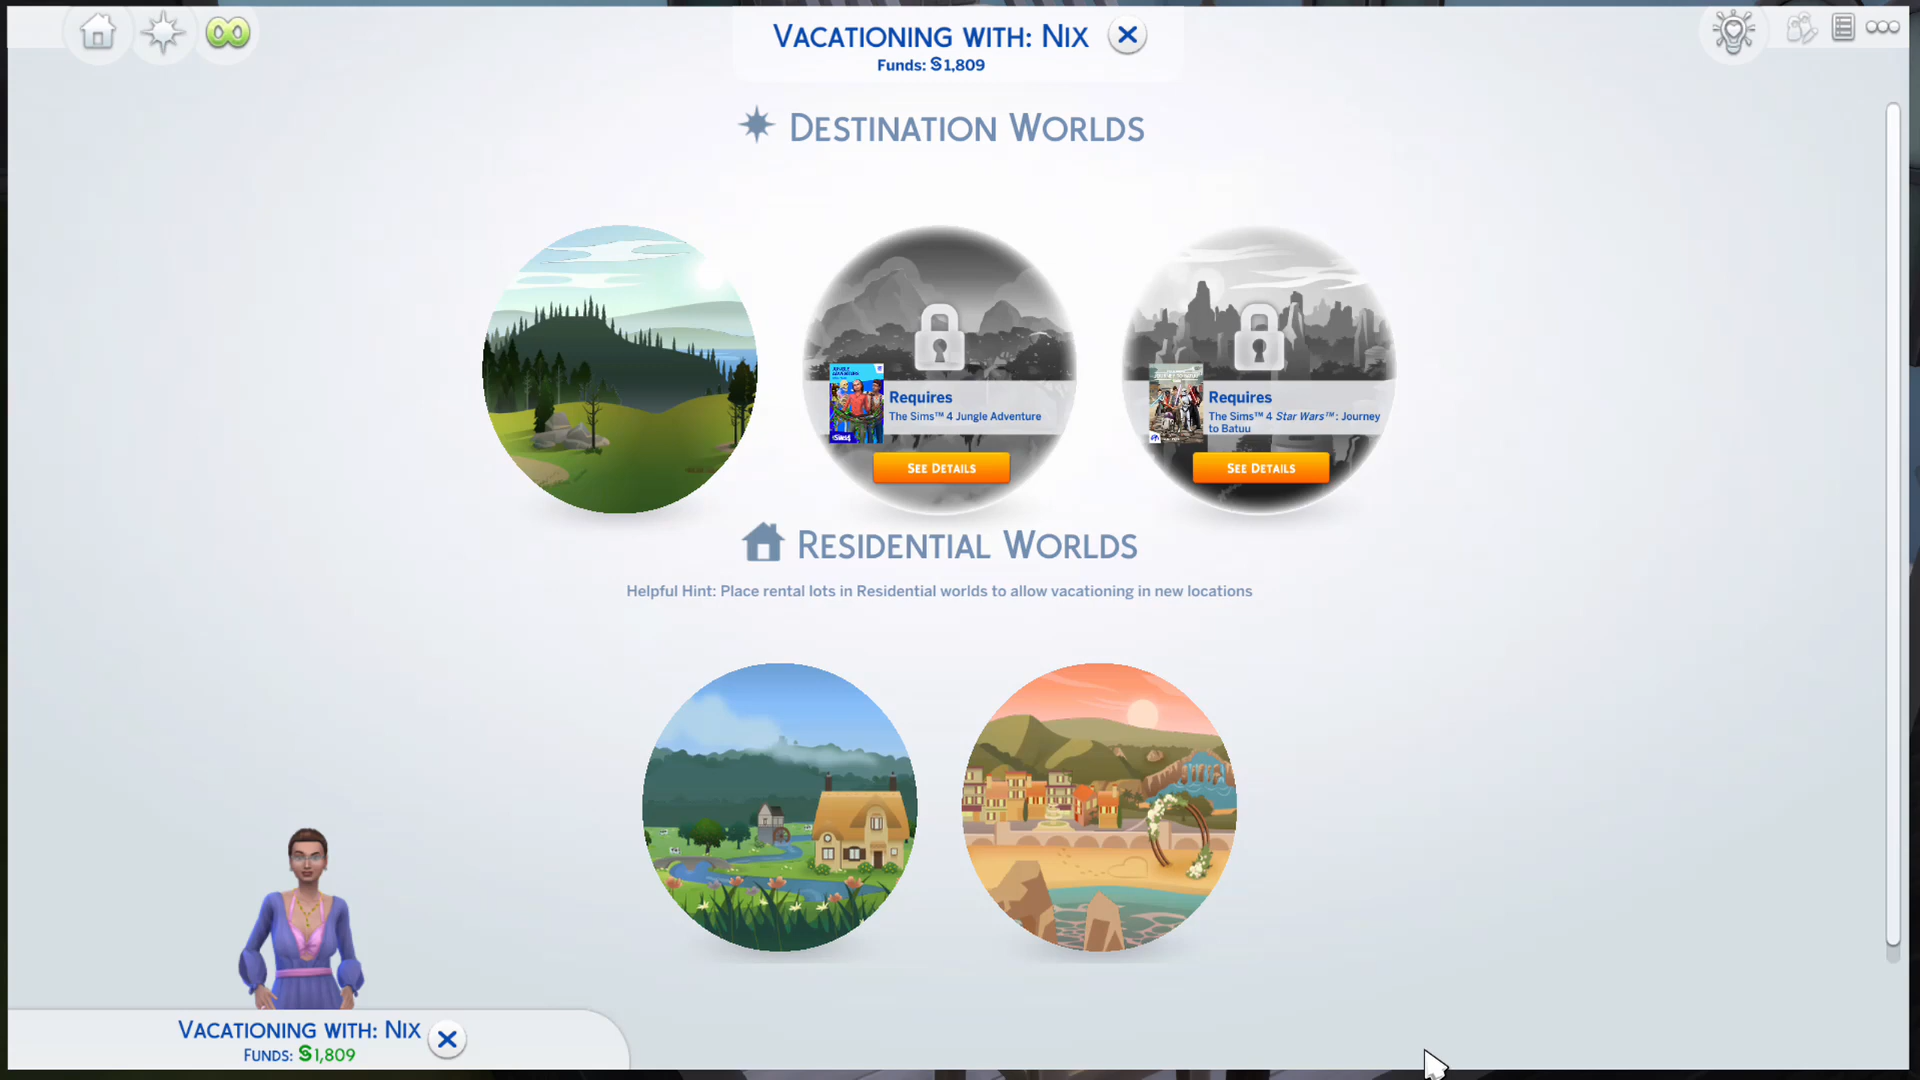 VACATIONING WITH: NIX
Funds: §1,809
DESTINATION WORLDS
Requires
The Sims™ 4 Jungle Adventure
SEE DETAILS
Requires
The Sims™ 4 Star Wars™: Journey
to Batuu
SEE DETAILS
RESIDENTIAL WORLDS
Helpful Hint: Place rental lots in Residential worlds to allow vacationing in new locations
VACATIONING WITH: NIX
FUNDS: §1,809